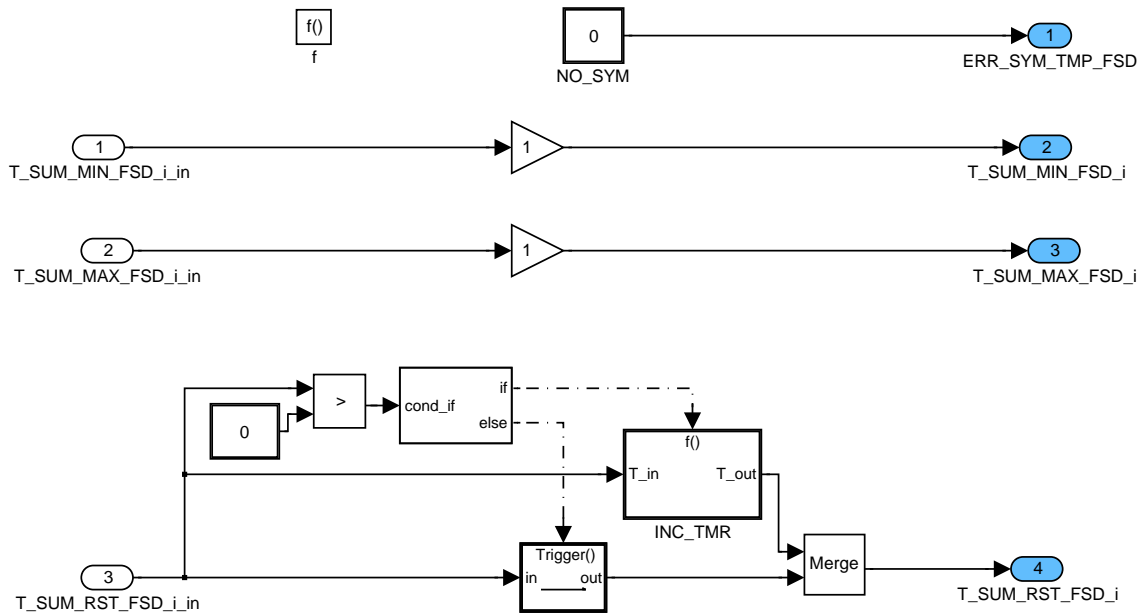 f()
f
0
NO_SYM
1
ERR_SYM_TMP_FSD
1
T_SUM_MIN_FSD_i_in
1
2
T_SUM_MIN_FSD_i
2
T_SUM_MAX_FSD_i_in
1
3
T_SUM_MAX_FSD_i
0
>
cond_if
if
else
f()
T_in
T_out
INC_TMR
3
T_SUM_RST_FSD_i_in
Trigger()
in
out
Merge
4
T_SUM_RST_FSD_i